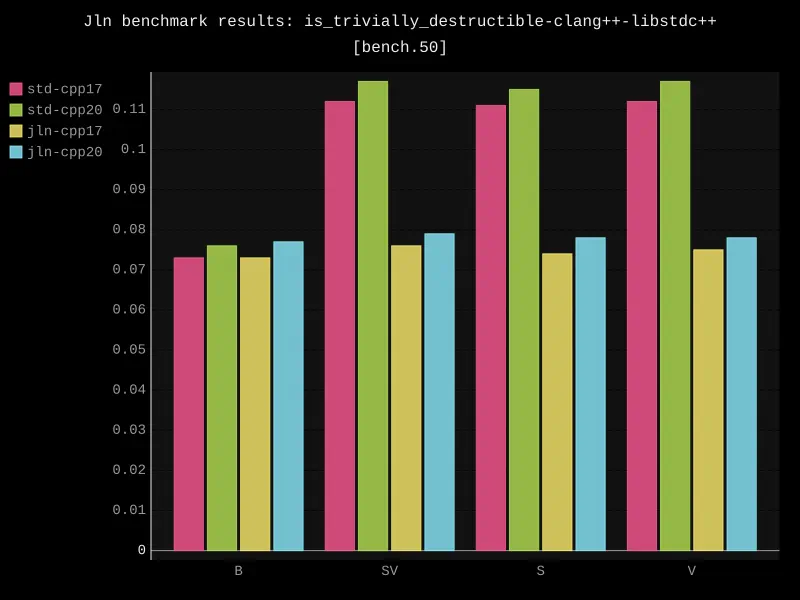 Jln benchmark results: is_trivially_destructible-clang++-libstdc++
[bench.50]
std-cpp17
std-cpp20
jln-cpp17
jln-cpp20
0.11
0.1
0.09
0.08
0.07
0.06
0.05
0.04
0.03
0.02
0.01
0
B SV S V